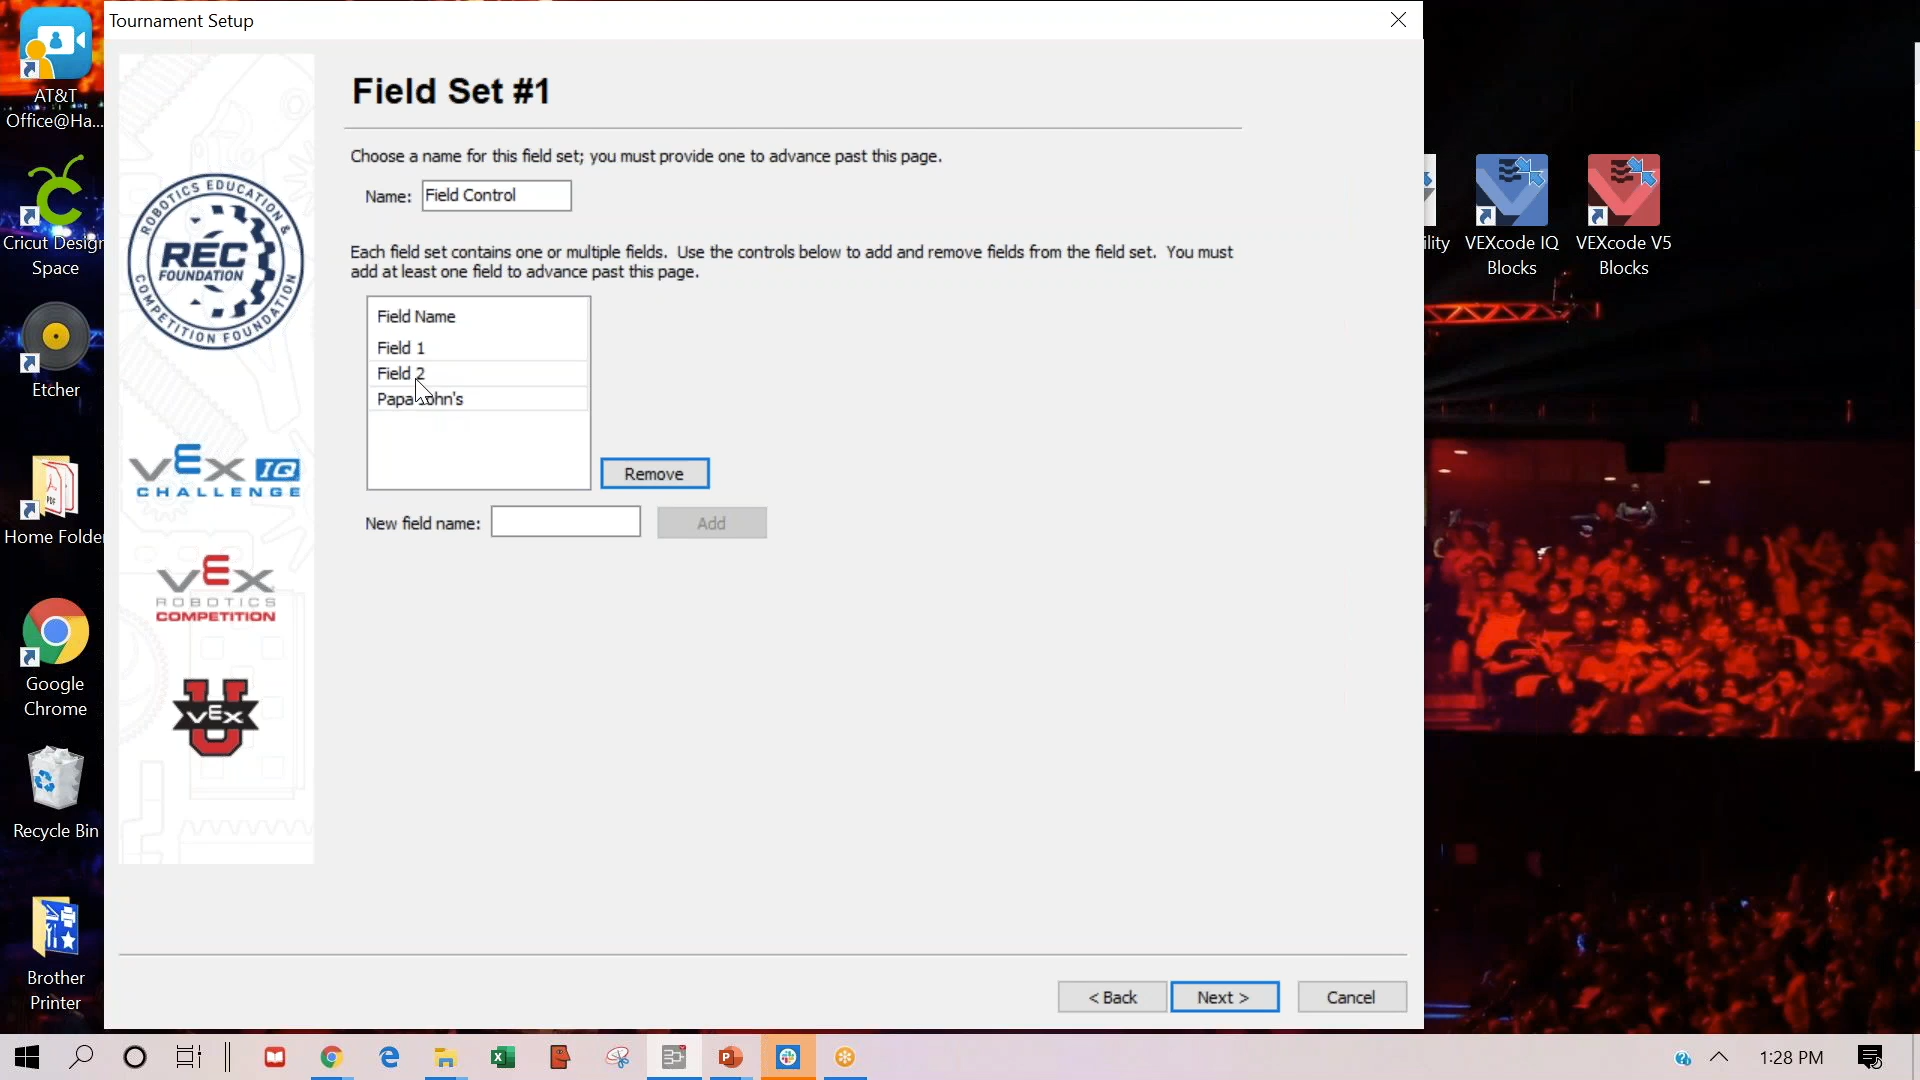 Tournament Setup
AT&T
Office@Ha...
Cricut Design
Space
Etcher
Home Folder
Google
Chrome
Recycle Bin
Brother
Printer
ROBOTICS EDUCATION &
REC
FOUNDATION
COMPETITION FOUNDATION
VEX IQ
CHALLENGE
VEX
ROBOTICS
COMPETITION
VEX U
Field Set #1
Choose a name for this field set; you must provide one to advance past this page.
Name: Field Control
Each field set contains one or multiple fields. Use the controls below to add and remove fields from the field set. You must
add at least one field to advance past this page.
Field Name
Field 1
Field 2
Papa John's
Remove
New field name:
Add
< Back
Next >
Cancel
ility
VEXcode IQ
Blocks
VEXcode V5
Blocks
1:28 PM